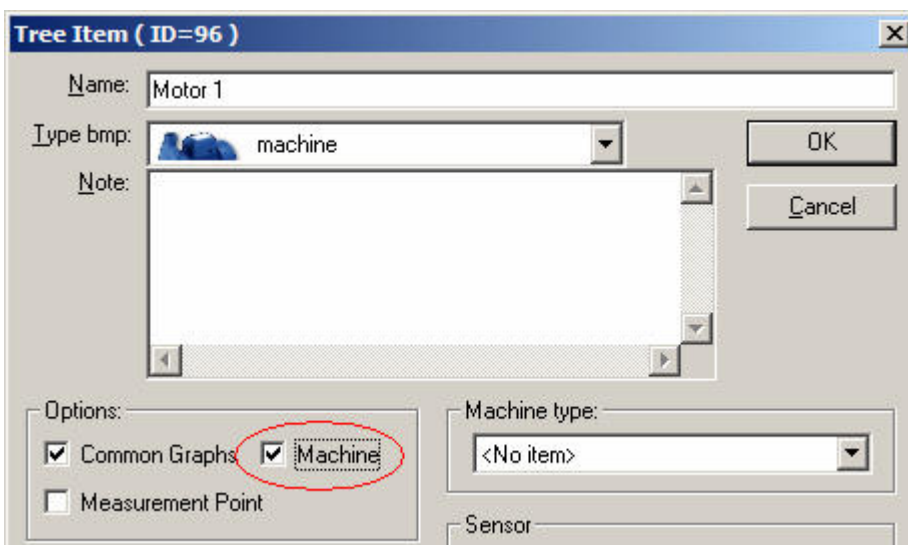 Tree Item ( ID=96 )
Name: Motor 1
Type bmp: machine
OK
Note:
Cancel
Options:
Machine type:
Common Graphs Machine
<No item>
Measurement Point
Sensor